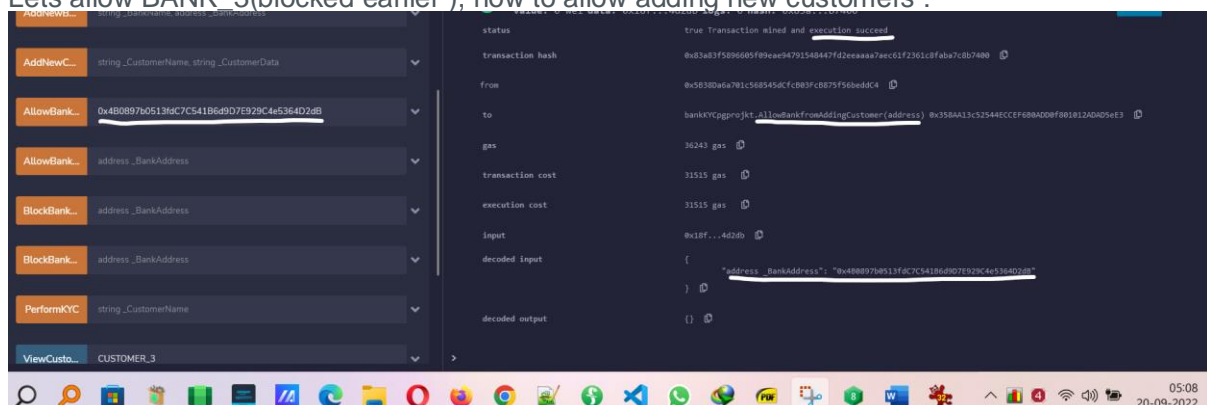 Lets allow BANK_3(blocked earlier ), now to allow adding new customers :
AddNewB... string _BankName, address _BankAddress
AddNewC... string _CustomerName, string _CustomerData
AllowBank... 0x4B0897b0513fdC7C541B6d9D7E929C4e5364D2dB
AllowBank... address _BankAddress
BlockBank... address _BankAddress
BlockBank... address _BankAddress
PerformKYC string _CustomerName
ViewCusto... CUSTOMER_3
status true Transaction mined and execution succeed
transaction hash 0x83a83f5896605f09eae94791548447fd2eeaaaa7aec61f2361c8faba7c8b7400
from 0x5B38Da6a701c568545dCfcB03FcB875f56beddC4
to bankKYCpgprojkt.AllowBankfromAddingCustomer(address) 0x358AA13c52544ECCEF6B0ADD0f801012ADAD5eE3
gas 36243 gas
transaction cost 31515 gas
execution cost 31515 gas
input 0x18f...4d2db
decoded input {
"address _BankAddress": "0x4B0897b0513fdC7C541B6d9D7E929C4e5364D2dB"
}
decoded output {}
>
05:08
20-09-2022